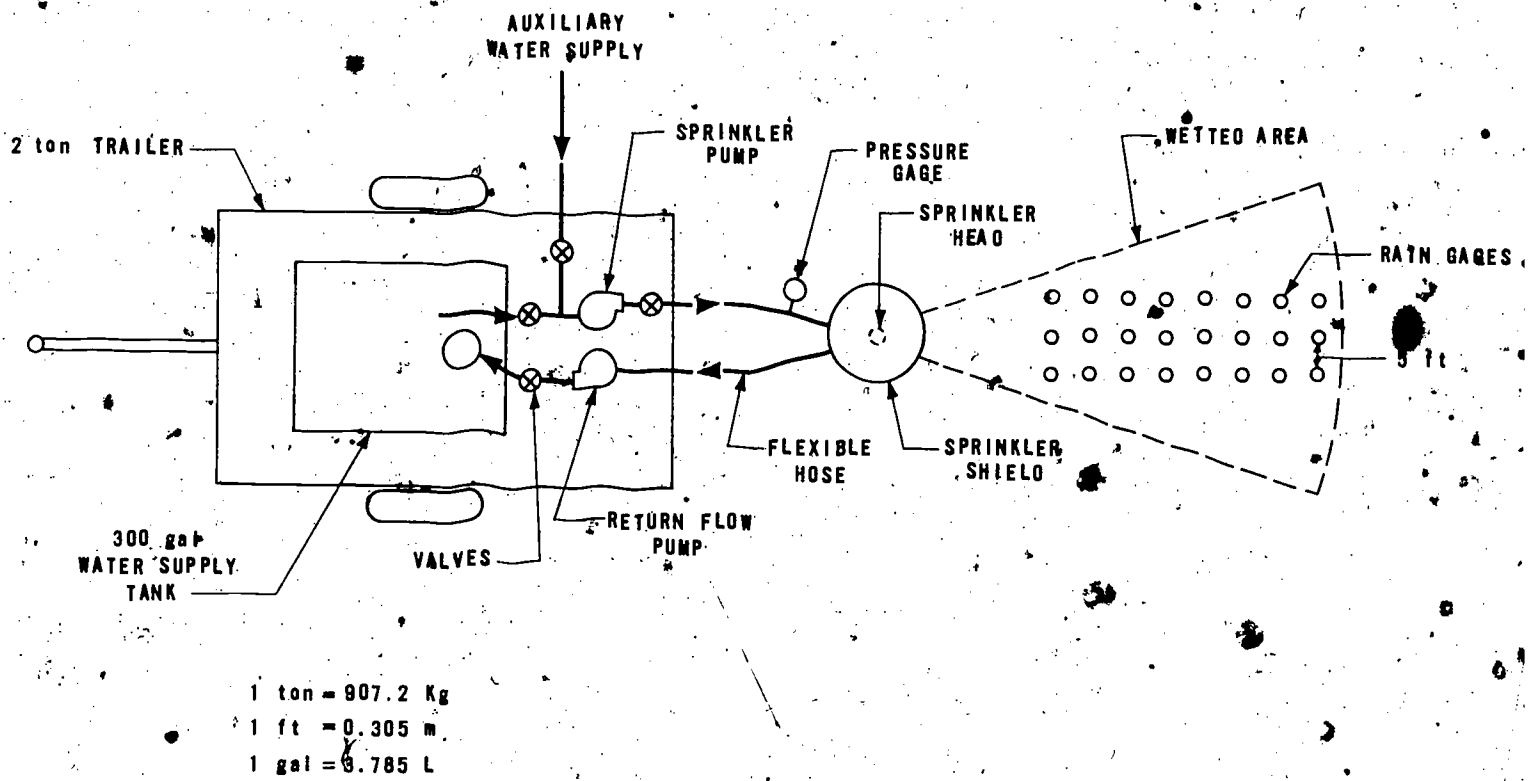 AUXILIARY
WATER SUPPLY
2 ton TRAILER
SPRINKLER
PUMP
PRESSURE
GAGE
WETTED AREA
SPRINKLER
HEAD
RAIN GAGES
5 ft
FLEXIBLE
HOSE
SPRINKLER
SHIELD
RETURN FLOW
PUMP
VALVES
300 gal
WATER SUPPLY
TANK
1 ton = 907.2 Kg
1 ft = 0.305 m
1 gal = 3.785 L